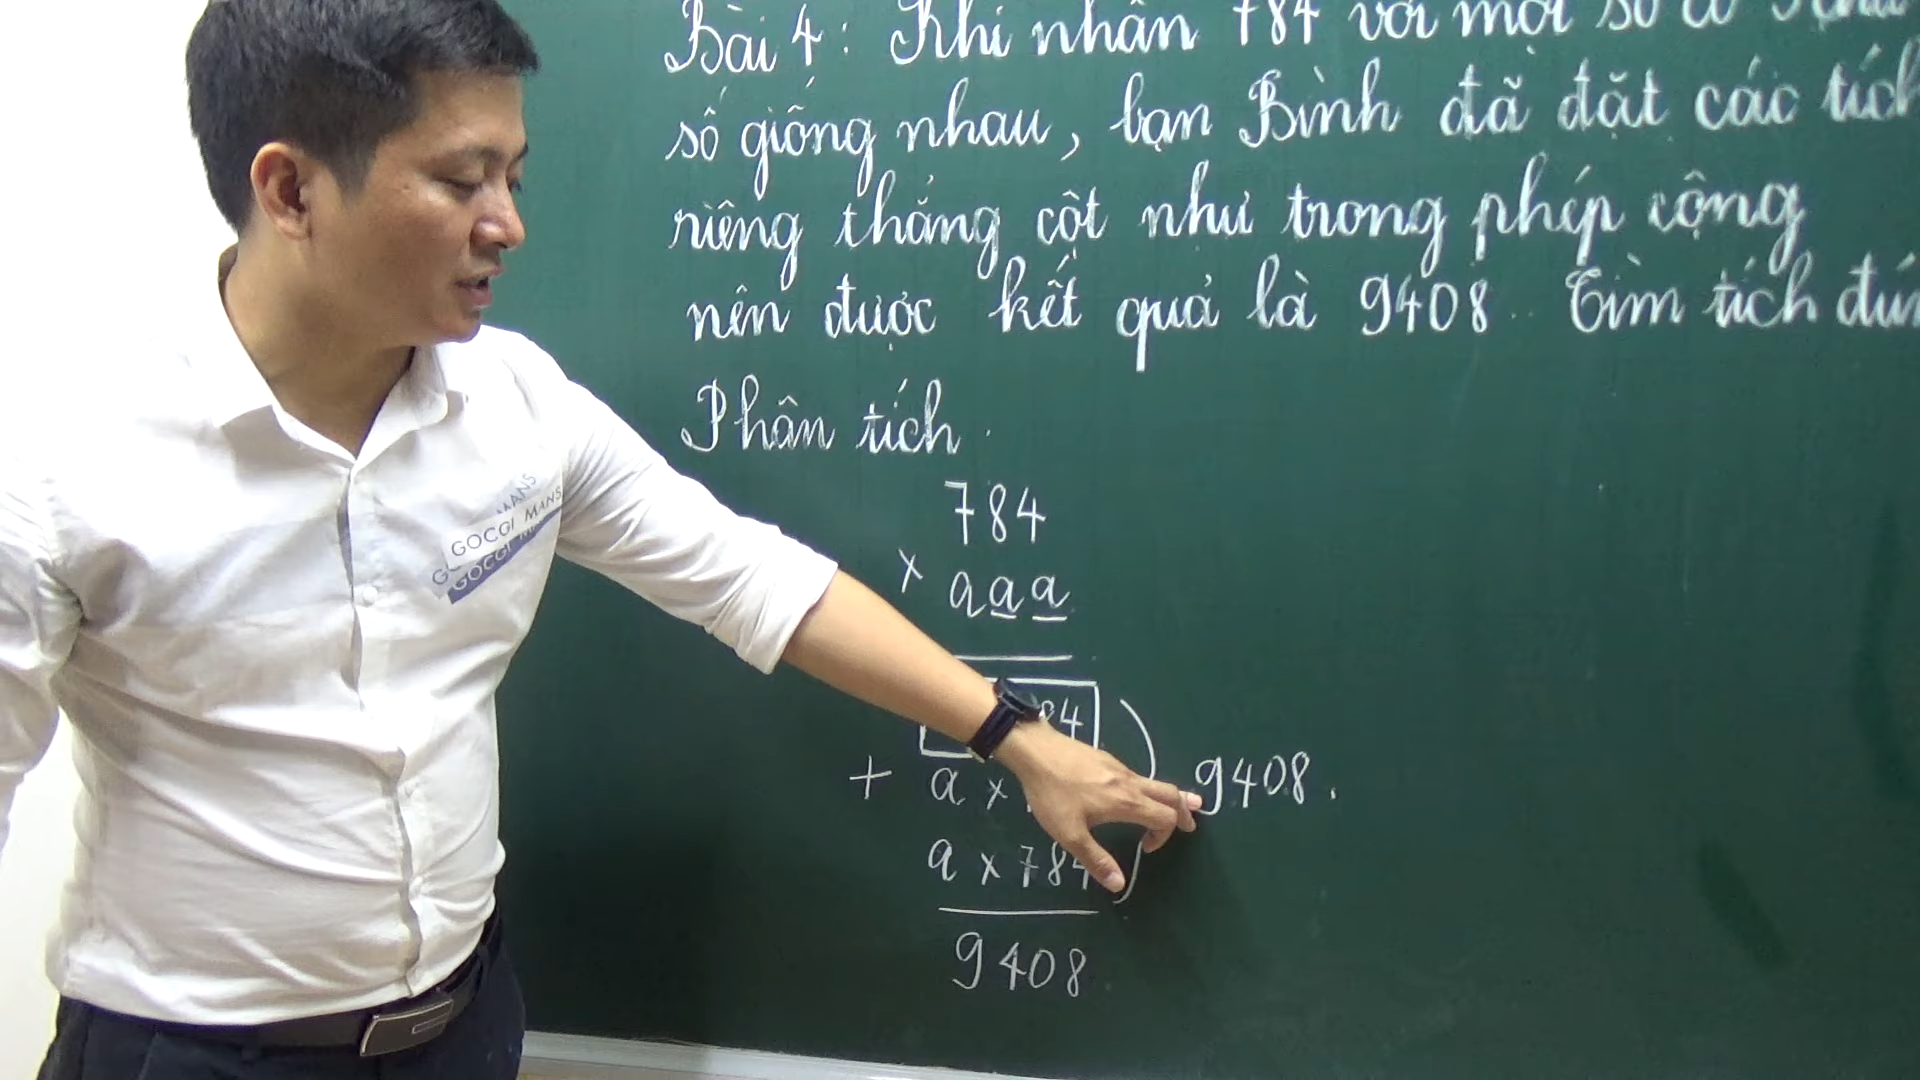 Bài 4: Khi nhân 784 với một số có
số giống nhau, bạn Bình đã đặt các tích
riêng thẳng cột như trong phép cộng
nên được kết quả là 9408. Tìm tích
Phân tích.
784
× aaa
84
+ a ×
9408.
a × 784
9408
GOCGI MANS